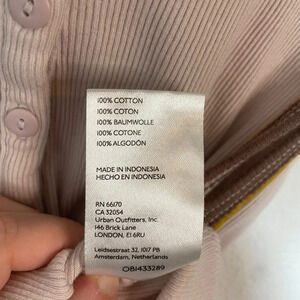 100% COTTON
100% COTON
100% BAUMWOLLE
100% COTONE
100% ALGODÓN
MADE IN INDONESIA
HECHO EN INDONESIA
RN 66170
CA 32054
Urban Outfitters, Inc.
146 Brick Lane
LONDON, E1 6RU
Leidsestraat 32, 1017 PB
Amsterdam, Netherlands
OB1433289